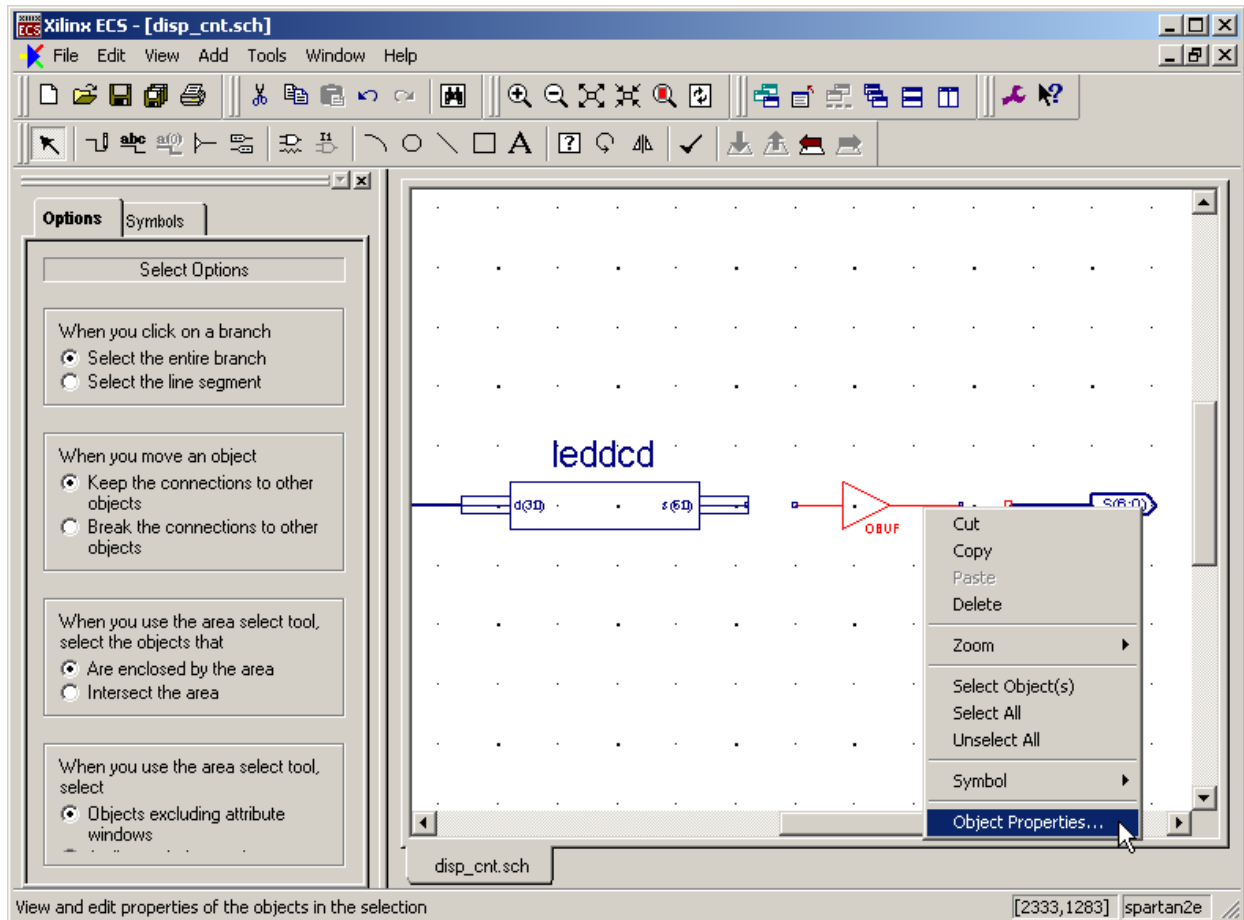 Xilinx ECS - [disp_cnt.sch]
File Edit View Add Tools Window Help
abc
A
Options
Symbols
Select Options
When you click on a branch
Select the entire branch
Select the line segment
When you move an object
Keep the connections to other
objects
Break the connections to other
objects
When you use the area select tool,
select the objects that
Are enclosed by the area
Intersect the area
When you use the area select tool,
select
Objects excluding attribute
windows
leddcd
OBUF
S(6:0)
Cut
Copy
Paste
Delete
Zoom
Select Object(s)
Select All
Unselect All
Symbol
Object Properties...
disp_cnt.sch
View and edit properties of the objects in the selection
[2333,1283] spartan2e